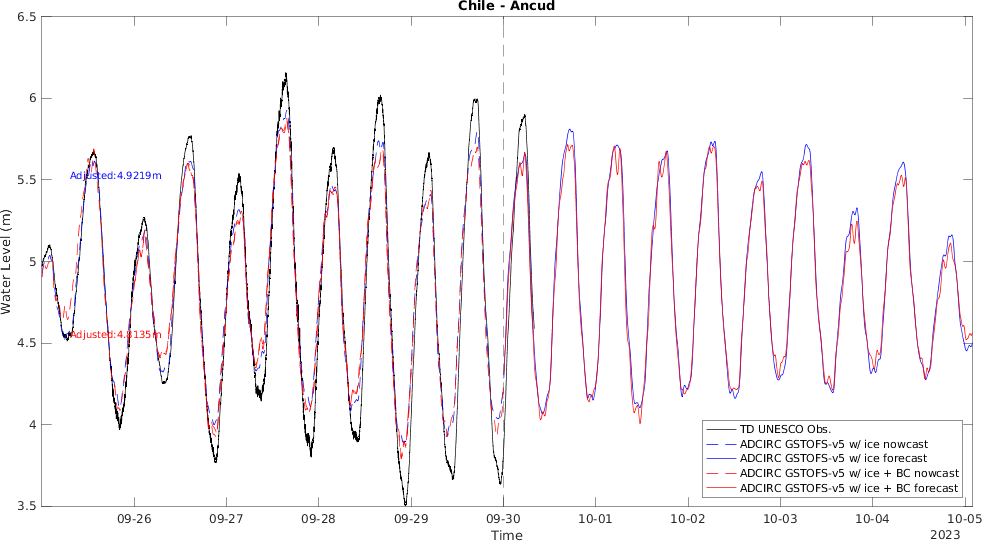 Chile - Ancud
6.5
6
5.5
5
4.5
4
3.5
Water Level (m)
Adjusted:4.9219m
Adjusted:4.8135m
TD UNESCO Obs.
ADCIRC GSTOFS-v5 w/ ice nowcast
ADCIRC GSTOFS-v5 w/ ice forecast
ADCIRC GSTOFS-v5 w/ ice + BC nowcast
ADCIRC GSTOFS-v5 w/ ice + BC forecast
09-26 09-27 09-28 09-29 09-30 10-01 10-02 10-03 10-04 10-05
Time
2023